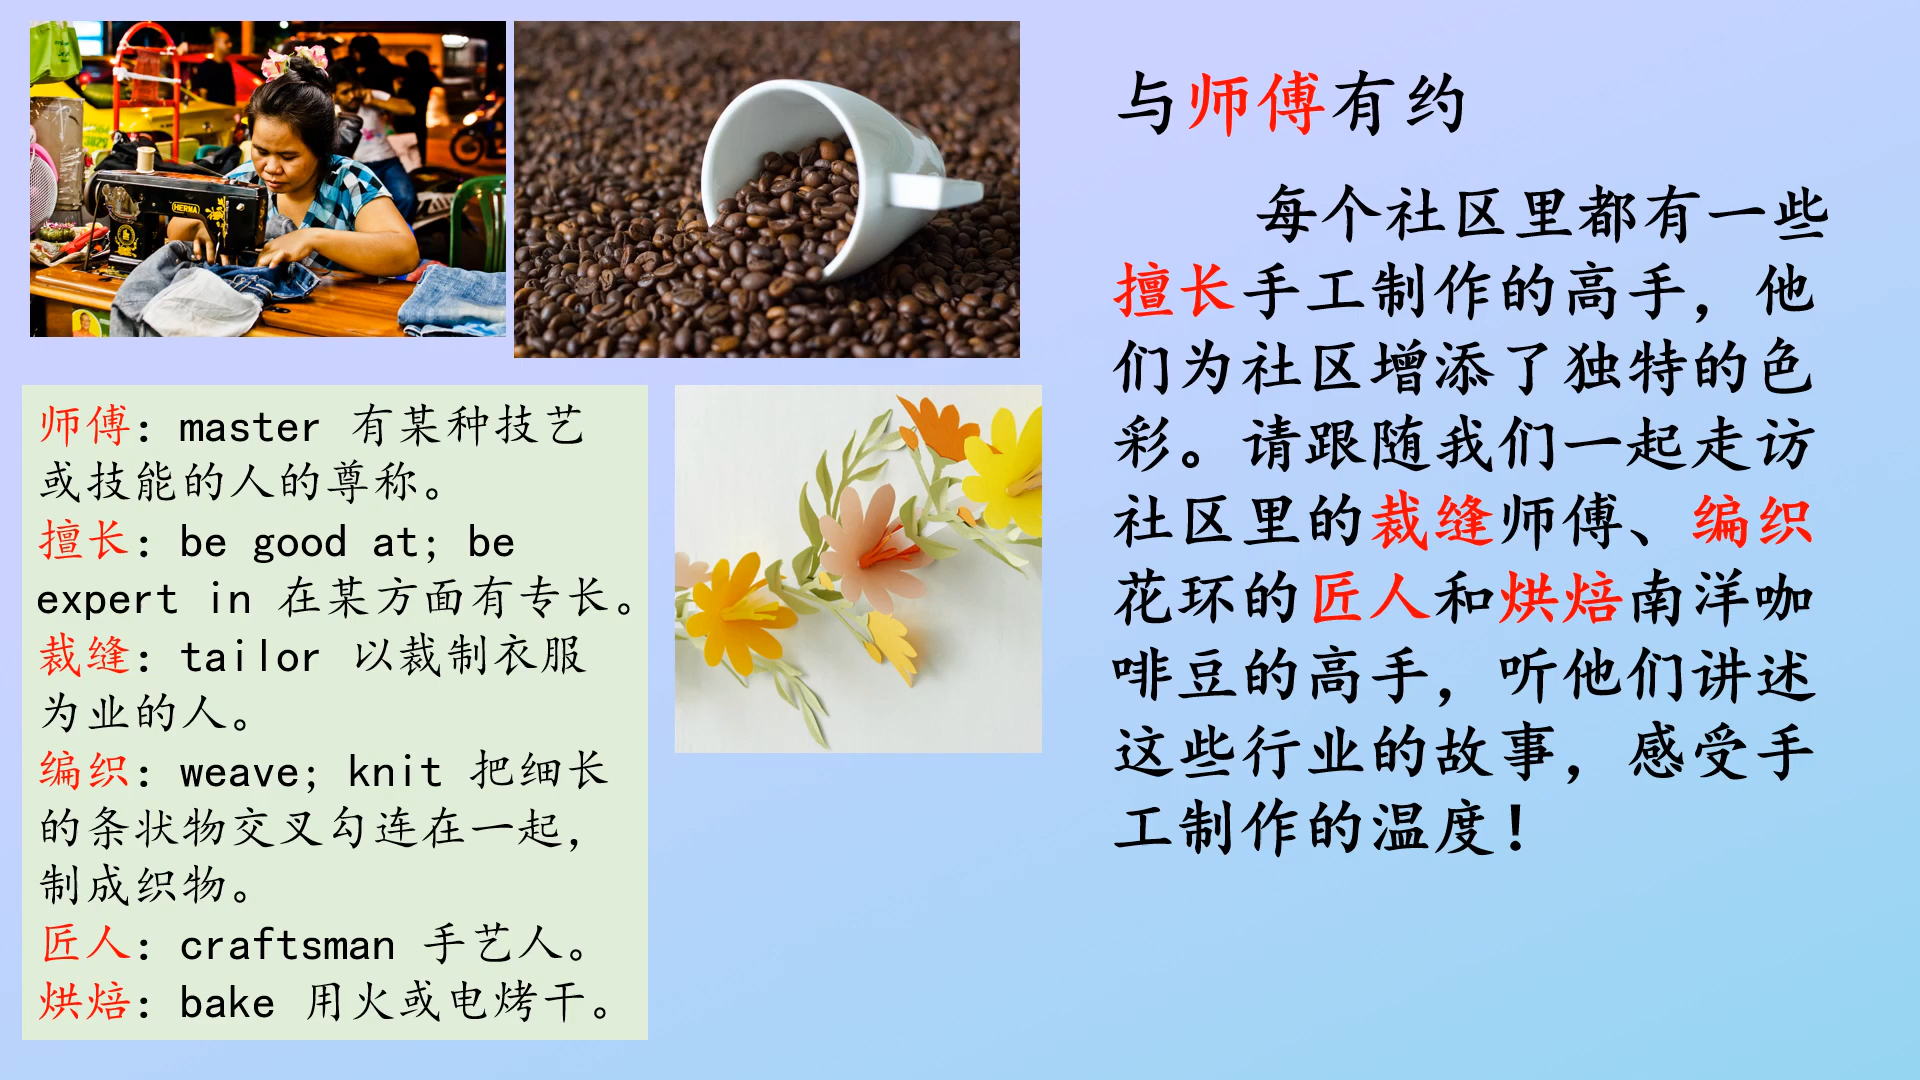 HERMA
师傅：master 有某种技艺
或技能的人的尊称。
擅长：be good at；be
expert in 在某方面有专长。
裁缝：tailor 以裁制衣服
为业的人。
编织：weave；knit 把细长
的条状物交叉勾连在一起，
制成织物。
匠人：craftsman 手艺人。
烘焙：bake 用火或电烤干。
与师傅有约
每个社区里都有一些
擅长手工制作的高手，他
们为社区增添了独特的色
彩。请跟随我们一起走访
社区里的裁缝师傅、编织
花环的匠人和烘焙南洋咖
啡豆的高手，听他们讲述
这些行业的故事，感受手
工制作的温度！